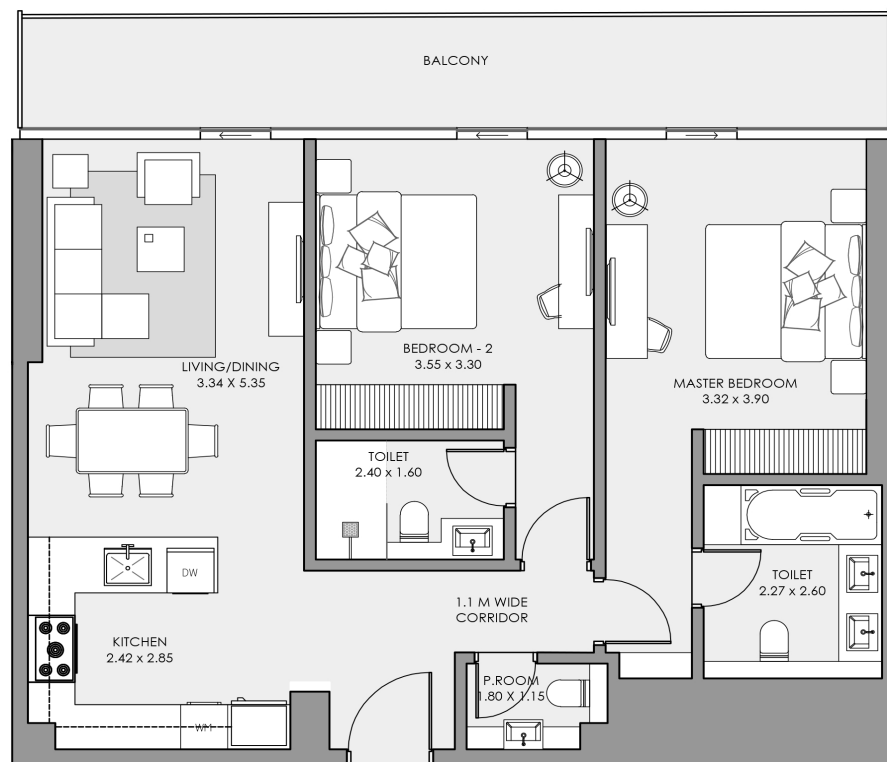 BALCONY
LIVING/DINING
3.34 X 5.35
BEDROOM - 2
3.55 x 3.30
MASTER BEDROOM
3.32 x 3.90
TOILET
2.40 x 1.60
DW
1.1 M WIDE
CORRIDOR
TOILET
2.27 x 2.60
KITCHEN
2.42 x 2.85
P.ROOM
1.80 X 1.15
WM